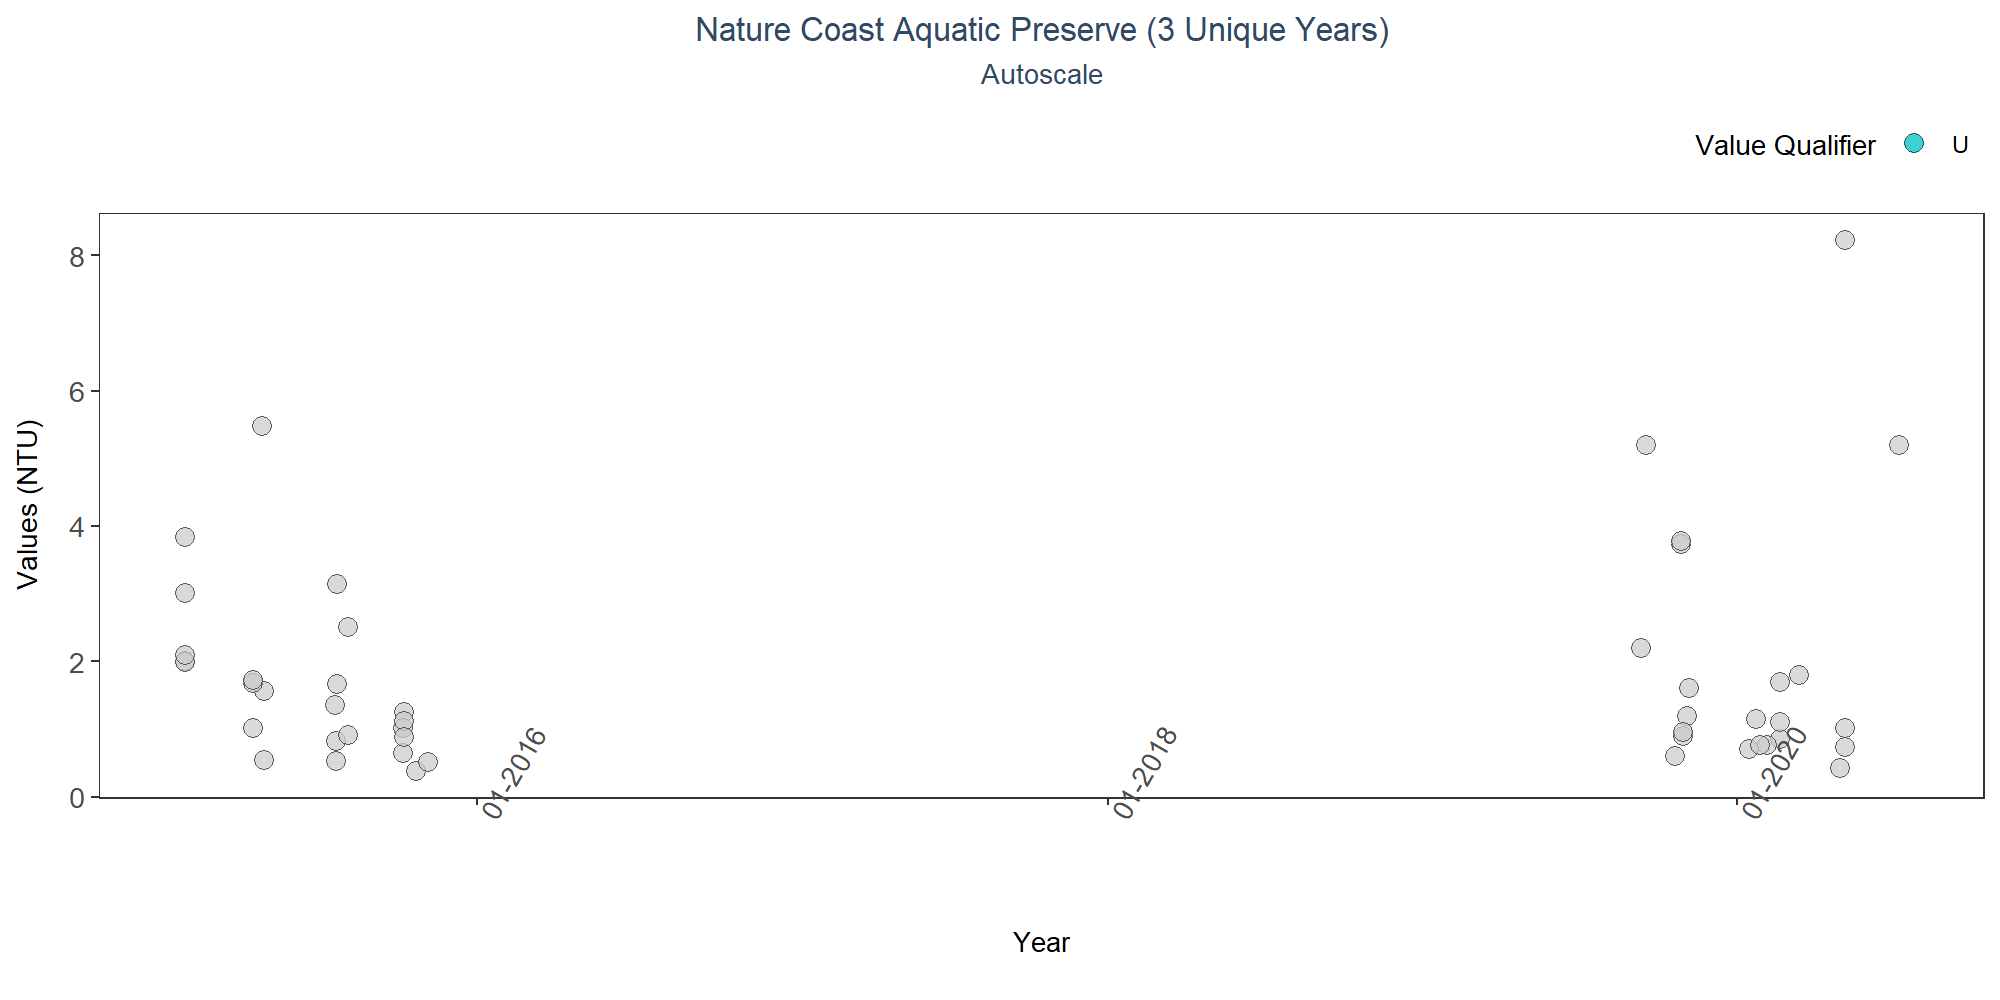 Nature Coast Aquatic Preserve (3 Unique Years)
Autoscale
Value Qualifier U
8
6
4
2
0
Values (NTU)
01-2016
01-2018
01-2020
Year